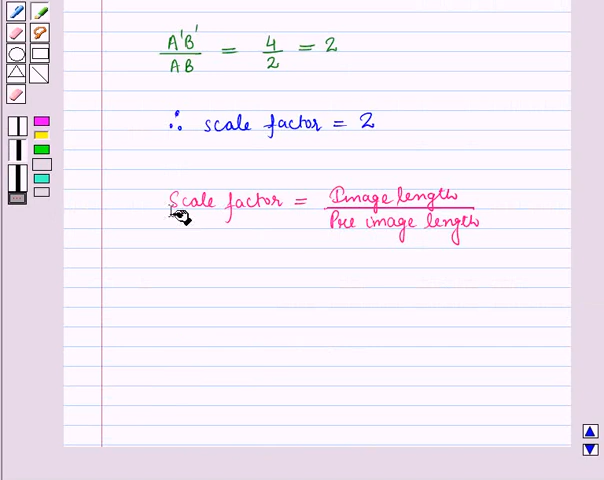 A'B' / AB = 4 / 2 = 2
∴ scale factor = 2
Scale factor = Image length / Pre image length